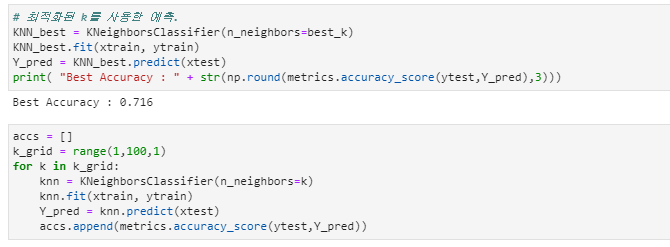 # 최적화된 k를 사용한 예측.
KNN_best = KNeighborsClassifier(n_neighbors=best_k)
KNN_best.fit(xtrain, ytrain)
Y_pred = KNN_best.predict(xtest)
print( "Best Accuracy : " + str(np.round(metrics.accuracy_score(ytest,Y_pred),3)))
Best Accuracy : 0.716
accs = []
k_grid = range(1,100,1)
for k in k_grid:
    knn = KNeighborsClassifier(n_neighbors=k)
    knn.fit(xtrain, ytrain)
    Y_pred = knn.predict(xtest)
    accs.append(metrics.accuracy_score(ytest,Y_pred))